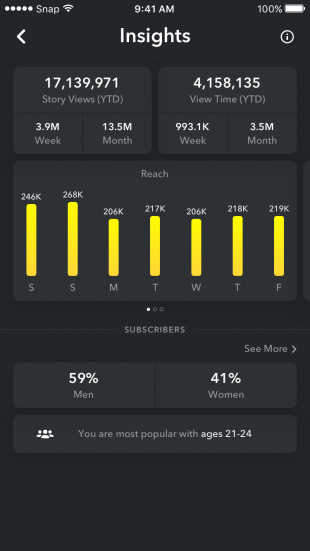 Snap 9:41 AM 100%
Insights
17,139,971 4,158,135
Story Views (YTD) View Time (YTD)
3.9M 13.5M 993.1K 3.5M
Week Month Week Month
Reach
246K 268K 206K 217K 206K 218K 219K
S S M T W T F
SUBSCRIBERS
See More
59% 41%
Men Women
You are most popular with ages 21-24